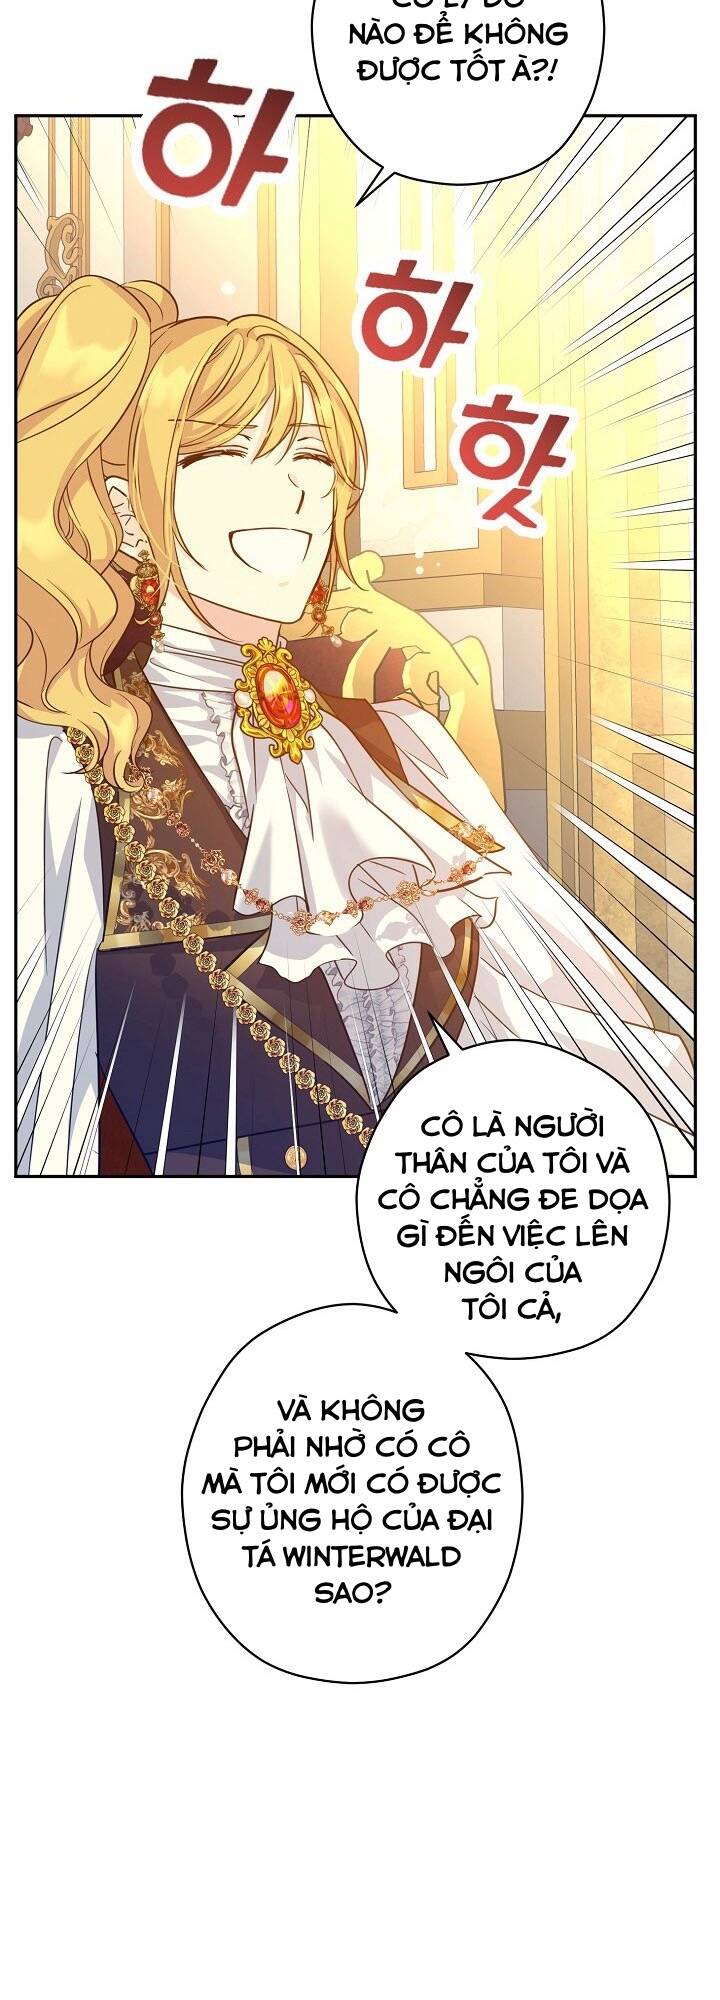 CÓ LÝ DO
NÀO ĐỂ KHÔNG
ĐƯỢC TỐT À?!
하
하
핫
CÔ LÀ NGƯỜI
THÂN CỦA TÔI VÀ
CÔ CHẲNG ĐE DỌA
GÌ ĐẾN VIỆC LÊN
NGÔI CỦA
TÔI CẢ,
VÀ KHÔNG
PHẢI NHỜ CÓ CÔ
MÀ TÔI MỚI CÓ ĐƯỢC
SỰ ỦNG HỘ CỦA ĐẠI
TÁ WINTERWALD
SAO?